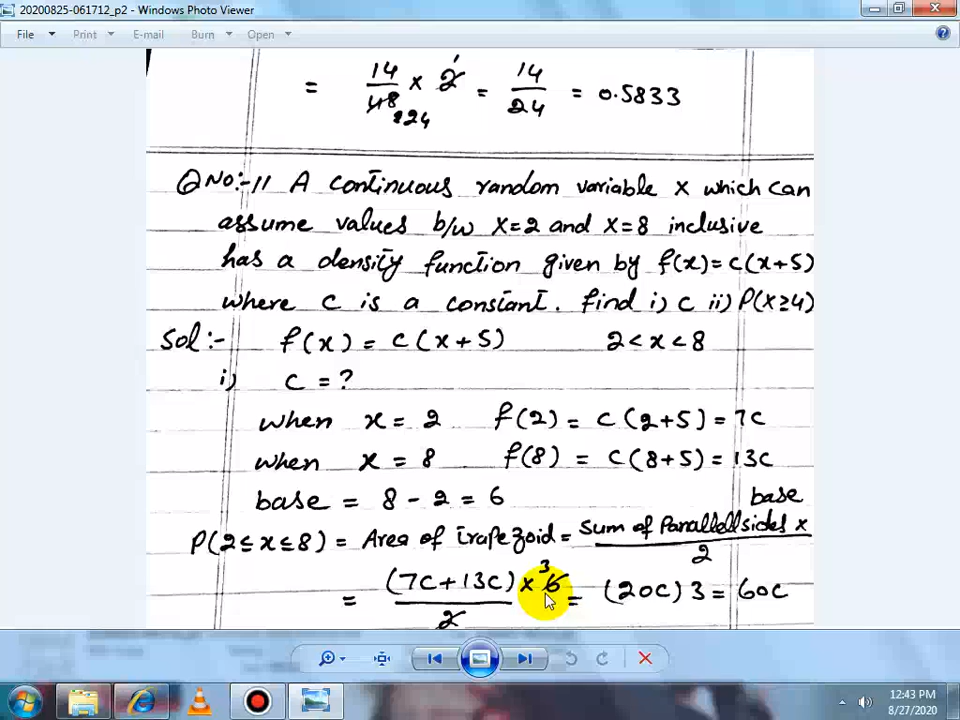 20200825-061712_p2 - Windows Photo Viewer
File Print E-mail Burn Open
= 14/48 24 × 2 1 = 14/24 = 0.5833
Q No:-11 A continuous random variable x which can
assume values b/w x=2 and x=8 inclusive
has a density function given by f(x)=c(x+5)
where c is a constant. find i) c ii) P(x≥4)
Sol:- f(x) = c(x+5) 2<x<8
i) c = ?
when x = 2 f(2) = c(2+5) = 7c
when x = 8 f(8) = c(8+5) = 13c
base = 8 - 2 = 6 base
P(2≤x≤8) = Area of Trapezoid = Sum of Parallell sides × / 2
= (7c+13c)/2 × 6 3 = (20c)3 = 60c
12:43 PM
8/27/2020